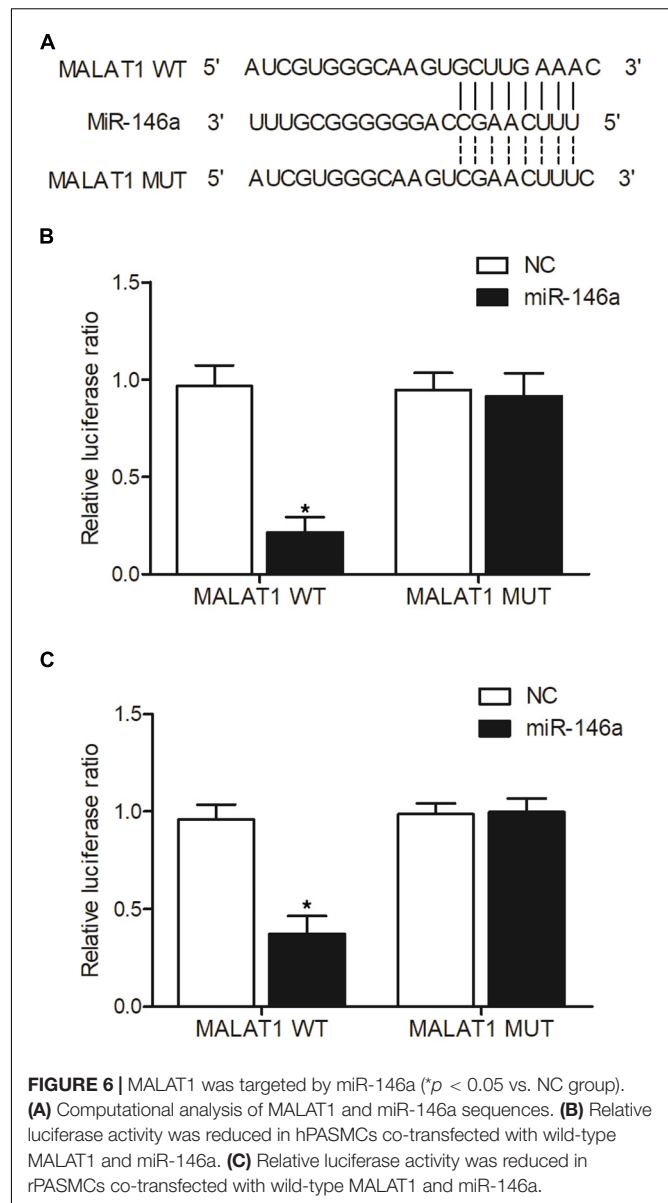 A
MALAT1 WT 5' AUCGUGGGCAAGUGCUUGAAAC 3'
MiR-146a 3' UUUGCGGGGGGACCGAACUUU 5'
MALAT1 MUT 5' AUCGUGGGCAAGUCGAACUUUC 3'
B
NC
miR-146a
1.5
1.0
0.5
0.0
Relative luciferase ratio
*
MALAT1 WT MALAT1 MUT
C
NC
miR-146a
1.5
1.0
0.5
0.0
Relative luciferase ratio
*
MALAT1 WT MALAT1 MUT
FIGURE 6 | MALAT1 was targeted by miR-146a (*p < 0.05 vs. NC group).
(A) Computational analysis of MALAT1 and miR-146a sequences. (B) Relative
luciferase activity was reduced in hPASMCs co-transfected with wild-type
MALAT1 and miR-146a. (C) Relative luciferase activity was reduced in
rPASMCs co-transfected with wild-type MALAT1 and miR-146a.